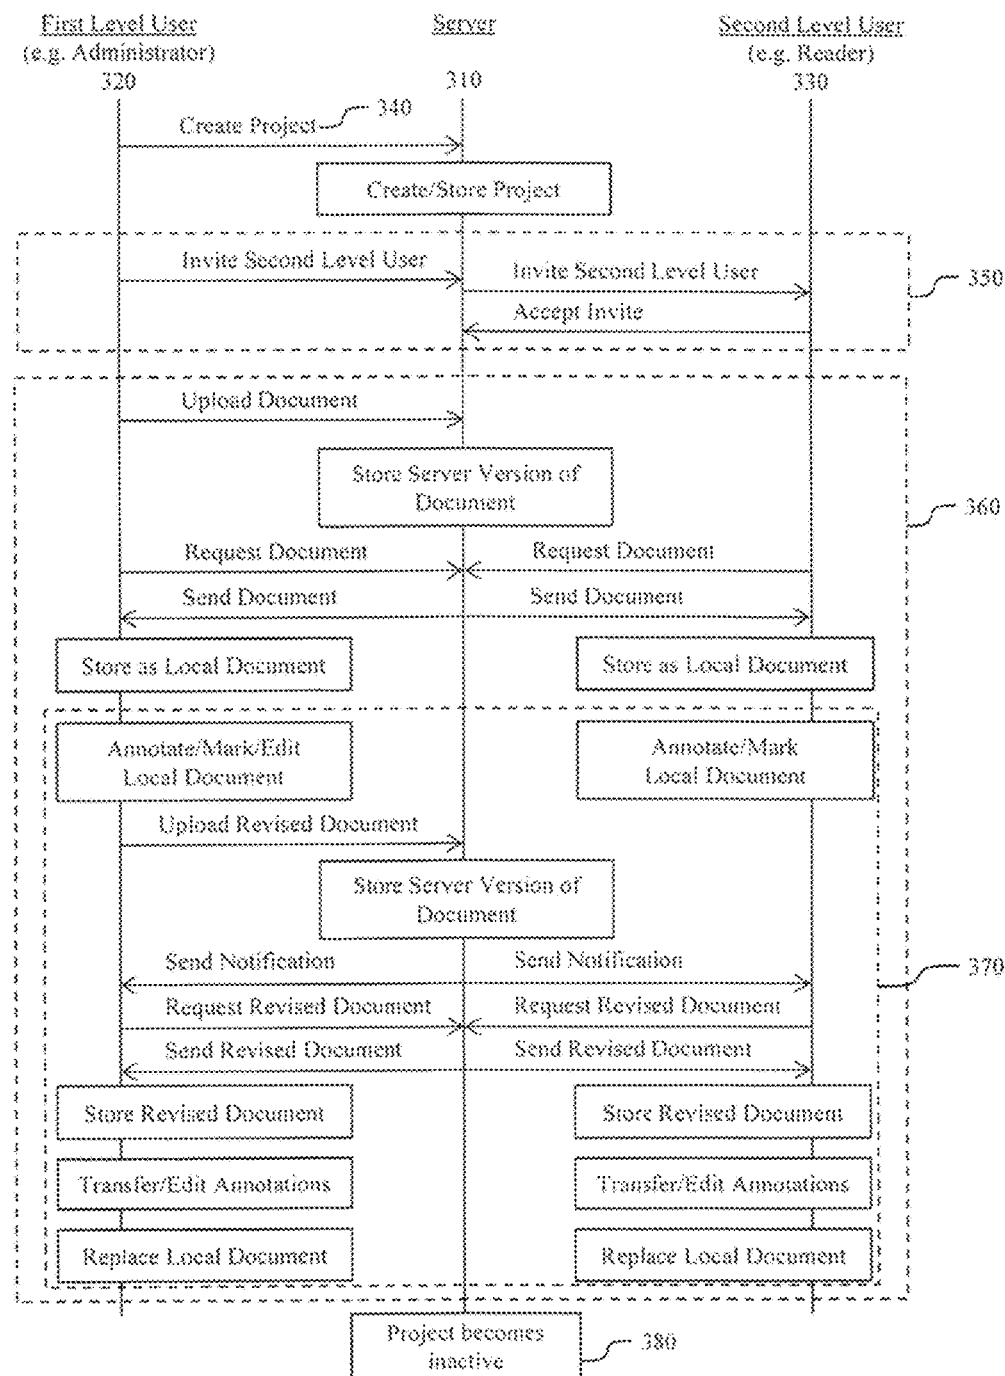 First Level User
(e.g. Administrator)
320
Server
310
Second Level User
(e.g. Reader)
330
Create Project
340
Create/Store Project
Invite Second Level User
Invite Second Level User
350
Accept Invite
Upload Document
Store Server Version of
Document
360
Request Document
Request Document
Send Document
Send Document
Store as Local Document
Store as Local Document
Annotate/Mark/Edit
Local Document
Annotate/Mark
Local Document
Upload Revised Document
Store Server Version of
Document
Send Notification
Send Notification
370
Request Revised Document
Request Revised Document
Send Revised Document
Send Revised Document
Store Revised Document
Store Revised Document
Transfer/Edit Annotations
Transfer/Edit Annotations
Replace Local Document
Replace Local Document
Project becomes
inactive
380